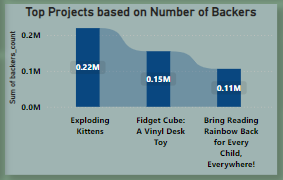 Top Projects based on Number of Backers
Sum of backers_count
0.2M
0.1M
0.0M
0.22M
0.15M
0.11M
Exploding
Kittens
Fidget Cube:
A Vinyl Desk
Toy
Bring Reading
Rainbow Back
for Every
Child,
Everywhere!